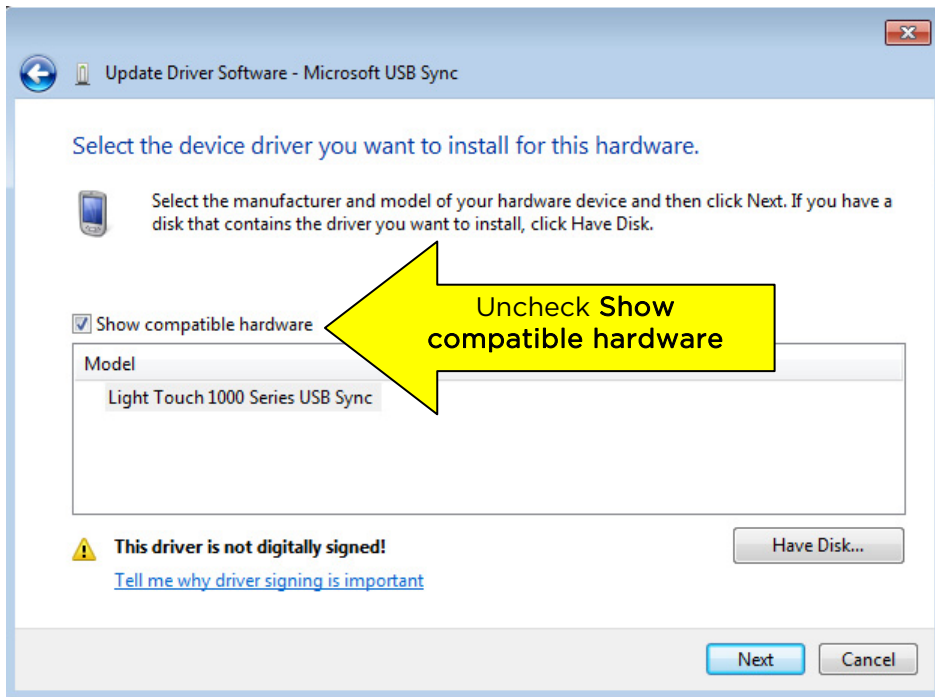 Update Driver Software - Microsoft USB Sync
Select the device driver you want to install for this hardware.
Select the manufacturer and model of your hardware device and then click Next. If you have a
disk that contains the driver you want to install, click Have Disk.
Uncheck Show
compatible hardware
Show compatible hardware
Model
Light Touch 1000 Series USB Sync
This driver is not digitally signed!
Have Disk...
Tell me why driver signing is important
Next
Cancel